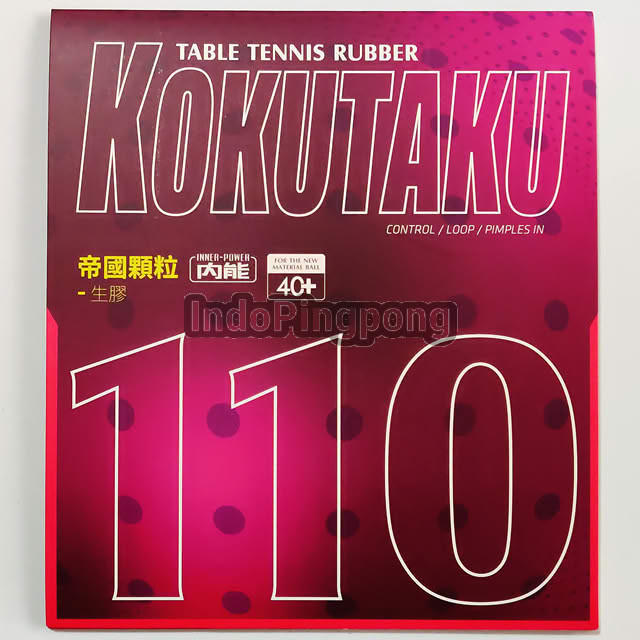 TABLE TENNIS RUBBER
KOKUTAKU
CONTROL / LOOP / PIMPLES IN
帝國顆粒
- 生膠
INNER-POWER
内能
FOR THE NEW
MATERIAL BALL
40+
IndoPingpong
110